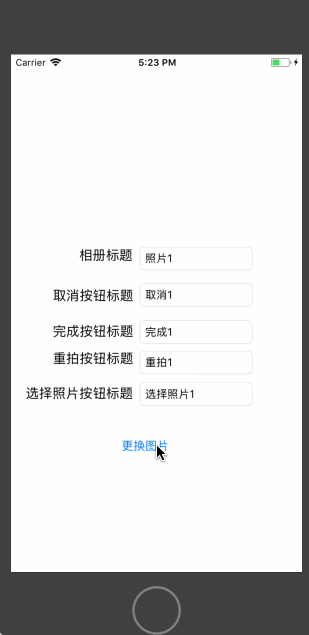 Carrier 5:23 PM
相册标题 照片1
取消按钮标题 取消1
完成按钮标题 完成1
重拍按钮标题 重拍1
选择照片按钮标题 选择照片1
更换图片